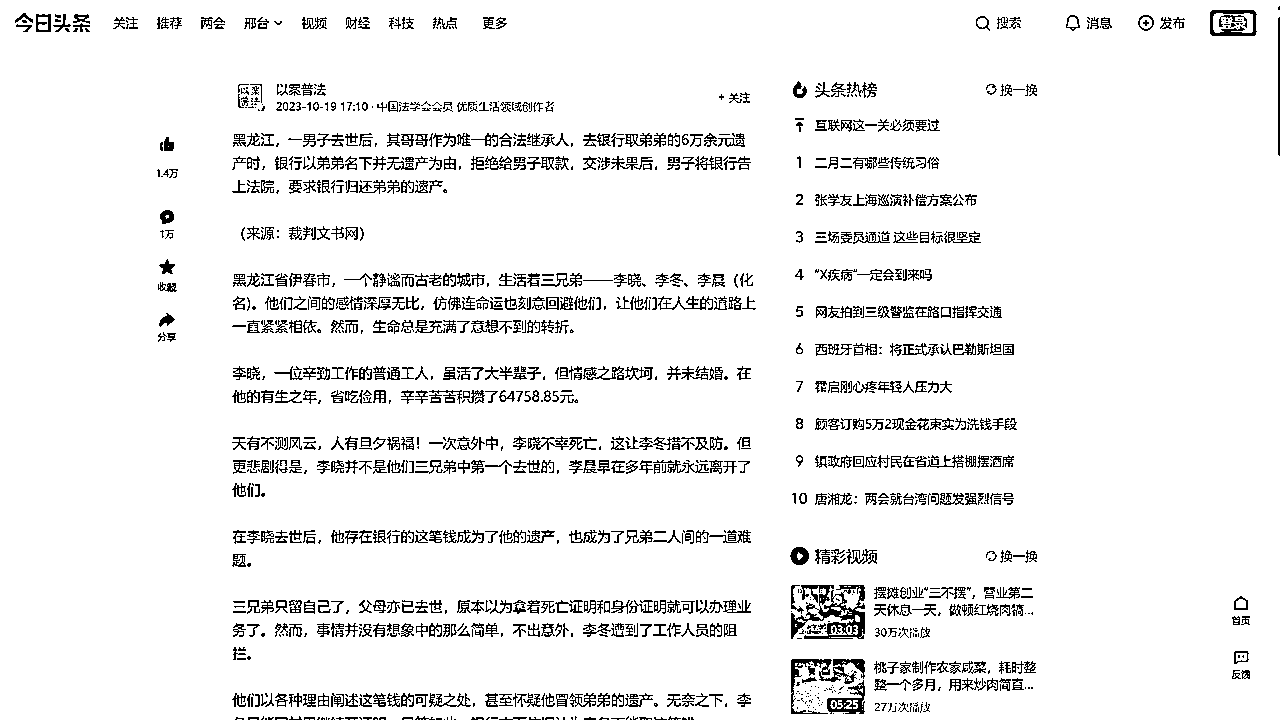 今日头条 关注 推荐 两会 邢台 视频 财经 科技 热点 更多 搜索 消息 发布 登录
以案普法
2023-10-19 17:10 · 中国法学会会员 优质生活领域创作者
+ 关注
1.4万
1万
收藏
分享
黑龙江，一男子去世后，其哥哥作为唯一的合法继承人，去银行取弟弟的6万余元遗
产时，银行以弟弟名下并无遗产为由，拒绝给男子取款，交涉未果后，男子将银行告
上法院，要求银行归还弟弟的遗产。
（来源：裁判文书网）
黑龙江省伊春市，一个静谧而古老的城市，生活着三兄弟——李晓、李冬、李晨（化
名）。他们之间的感情深厚无比，仿佛连命运也刻意回避他们，让他们在人生的道路上
一直紧紧相依。然而，生命总是充满了意想不到的转折。
李晓，一位辛勤工作的普通工人，虽活了大半辈子，但情感之路坎坷，并未结婚。在
他的有生之年，省吃俭用，辛辛苦苦积攒了64758.85元。
天有不测风云，人有旦夕祸福！一次意外中，李晓不幸死亡，这让李冬措不及防。但
更悲剧得是，李晓并不是他们三兄弟中第一个去世的，李晨早在多年前就永远离开了
他们。
在李晓去世后，他存在银行的这笔钱成为了他的遗产，也成为了兄弟二人间的一道难
题。
三兄弟只留自己了，父母亦已去世，原本以为拿着死亡证明和身份证明就可以办理业
务了。然而，事情并没有想象中的那么简单，不出意外，李冬遭到了工作人员的阻
拦。
他们以各种理由阐述这笔钱的可疑之处，甚至怀疑他冒领弟弟的遗产。无奈之下，李
头条热榜 换一换
互联网这一关必须要过
1 二月二有哪些传统习俗
2 张学友上海巡演补偿方案公布
3 三场委员通道 这些目标很坚定
4 “X疾病”一定会到来吗
5 网友拍到三级警监在路口指挥交通
6 西班牙首相：将正式承认巴勒斯坦国
7 霍启刚心疼年轻人压力大
8 顾客订购5万2现金花束实为洗钱手段
9 镇政府回应村民在省道上搭棚摆酒席
10 唐湘龙：两会就台湾问题发强烈信号
精彩视频 换一换
03:03
摆摊创业“三不摆”，营业第二
天休息一天，做顿红烧肉犒...
30万次播放
05:25
桃子家制作农家咸菜，耗时整
整一个多月，用来炒肉简直...
27万次播放
首页
反馈